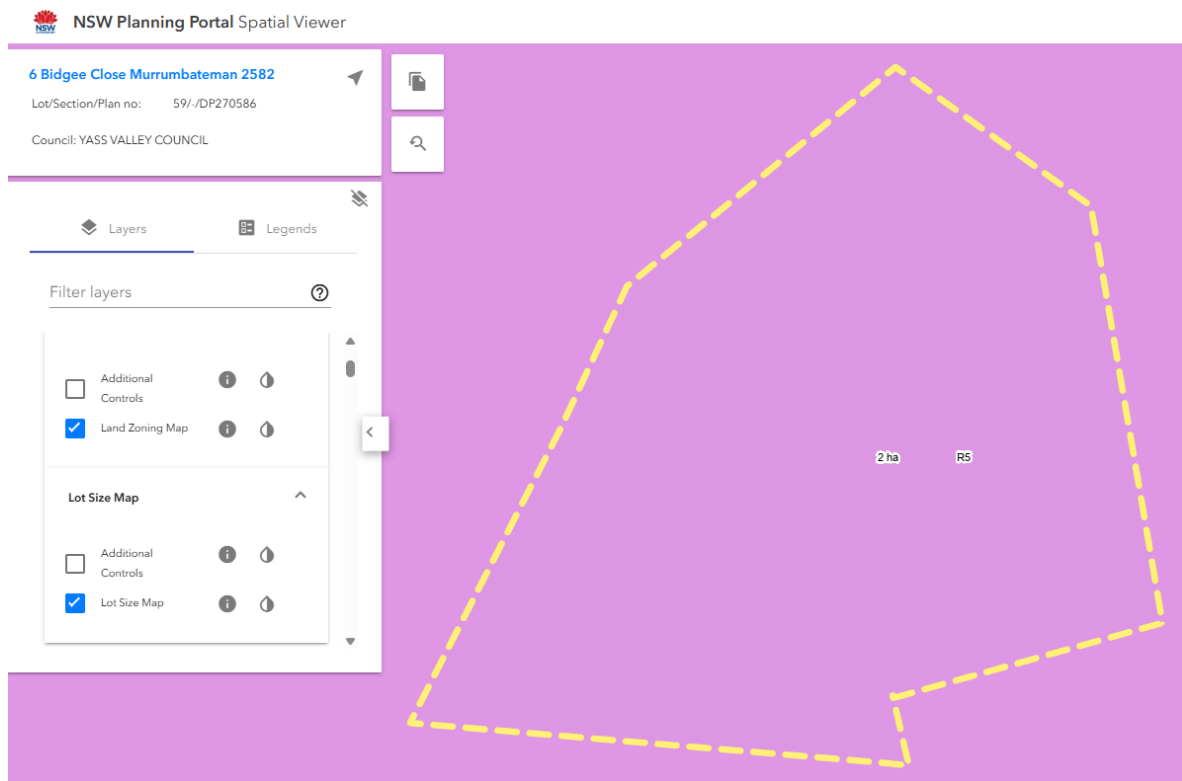 NSW
NSW Planning Portal Spatial Viewer
6 Bidgee Close Murrumbateman 2582
Lot/Section/Plan no: 59/-/DP270586
Council: YASS VALLEY COUNCIL
Layers
Legends
Filter layers
?
Additional
Controls
Land Zoning Map
Lot Size Map
Additional
Controls
Lot Size Map
2 ha
R5